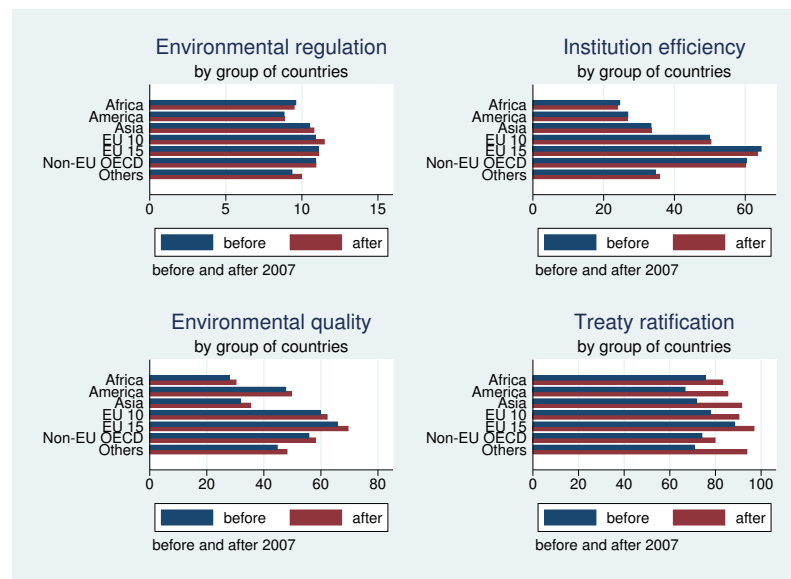 Environmental regulation
by group of countries
Africa
America
Asia
EU 10
EU 15
Non-EU OECD
Others
0 5 10 15
before after
before and after 2007
Institution efficiency
by group of countries
Africa
America
Asia
EU 10
EU 15
Non-EU OECD
Others
0 20 40 60
before after
before and after 2007
Environmental quality
by group of countries
Africa
America
Asia
EU 10
EU 15
Non-EU OECD
Others
0 20 40 60 80
before after
before and after 2007
Treaty ratification
by group of countries
Africa
America
Asia
EU 10
EU 15
Non-EU OECD
Others
0 20 40 60 80 100
before after
before and after 2007